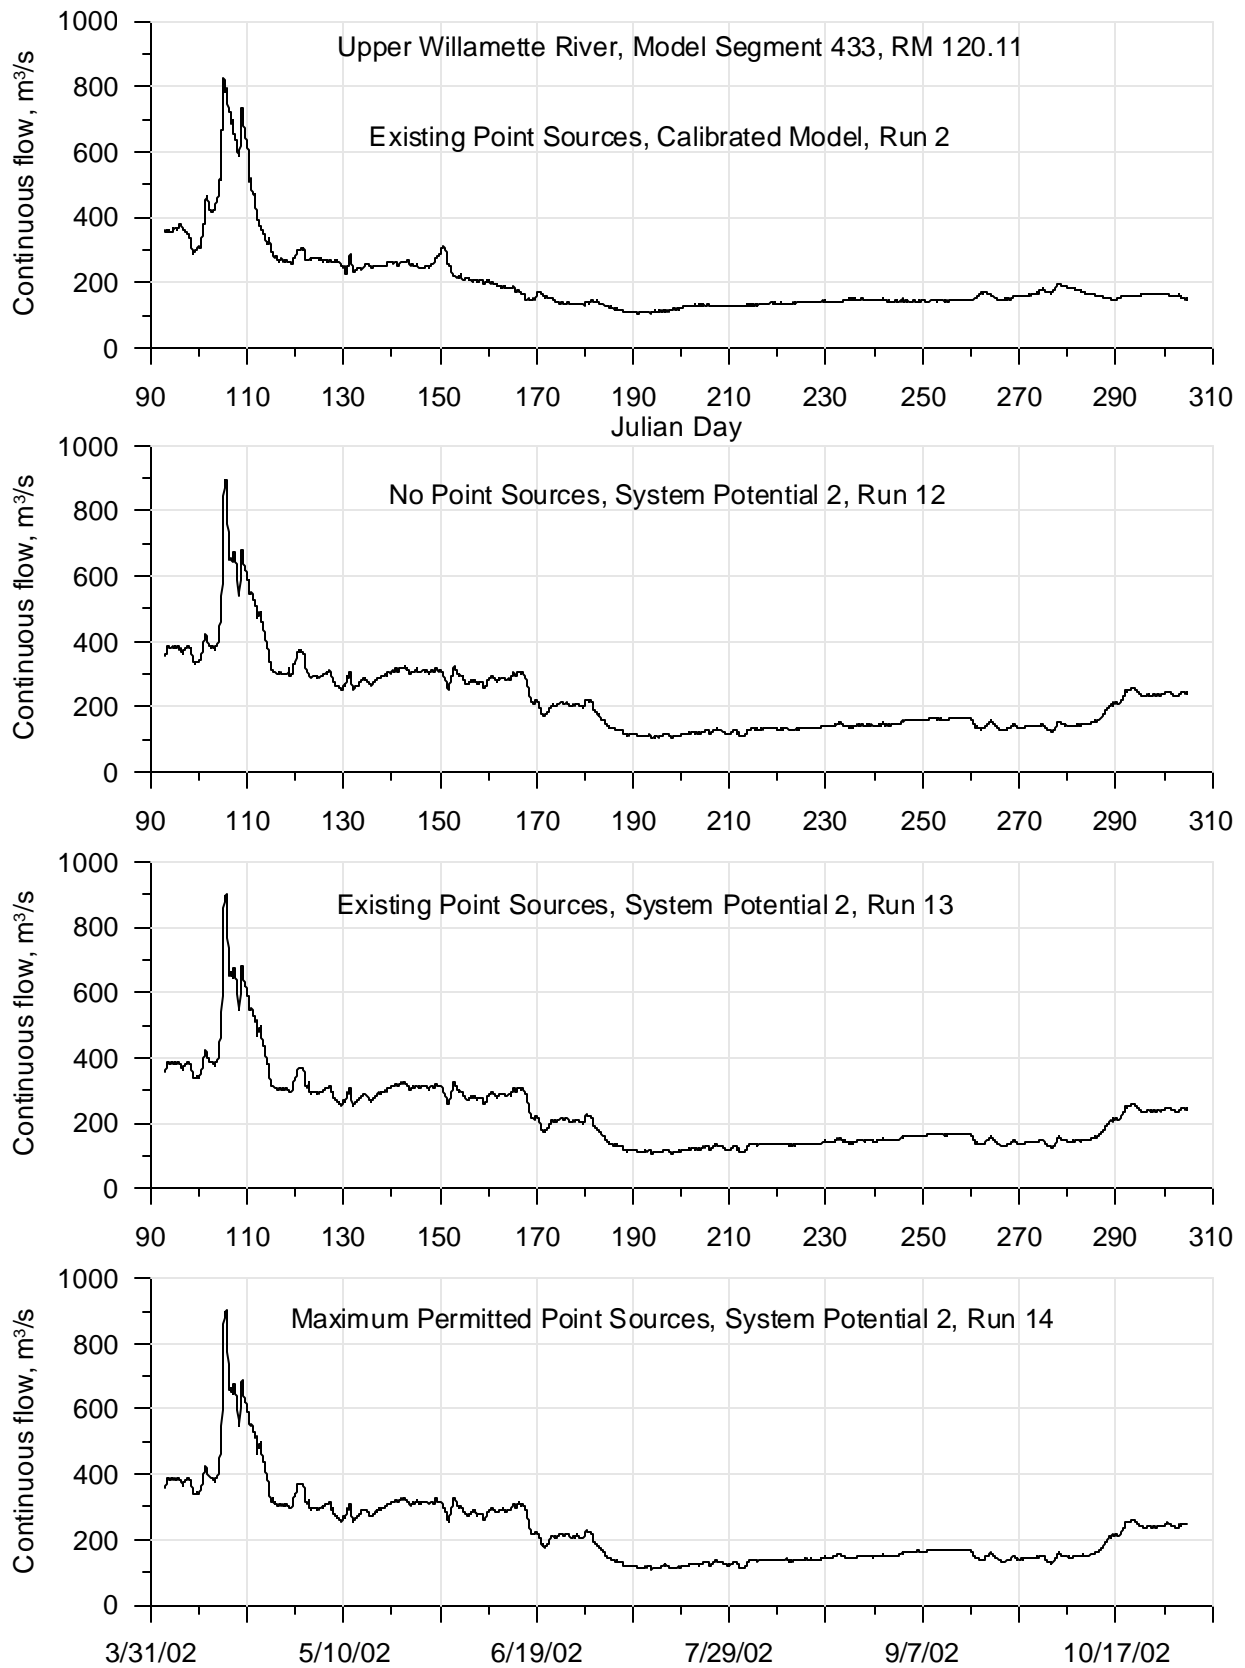 1000
Upper Willamette River, Model Segment 433, RM 120.11
800
Existing Point Sources, Calibrated Model, Run 2
600
400
200
0
Continuous flow, m³/s
90 110 130 150 170 190 210 230 250 270 290 310
Julian Day
1000
No Point Sources, System Potential 2, Run 12
800
600
400
200
0
Continuous flow, m³/s
90 110 130 150 170 190 210 230 250 270 290 310
1000
Existing Point Sources, System Potential 2, Run 13
800
600
400
200
0
Continuous flow, m³/s
90 110 130 150 170 190 210 230 250 270 290 310
1000
Maximum Permitted Point Sources, System Potential 2, Run 14
800
600
400
200
0
Continuous flow, m³/s
3/31/02 5/10/02 6/19/02 7/29/02 9/7/02 10/17/02